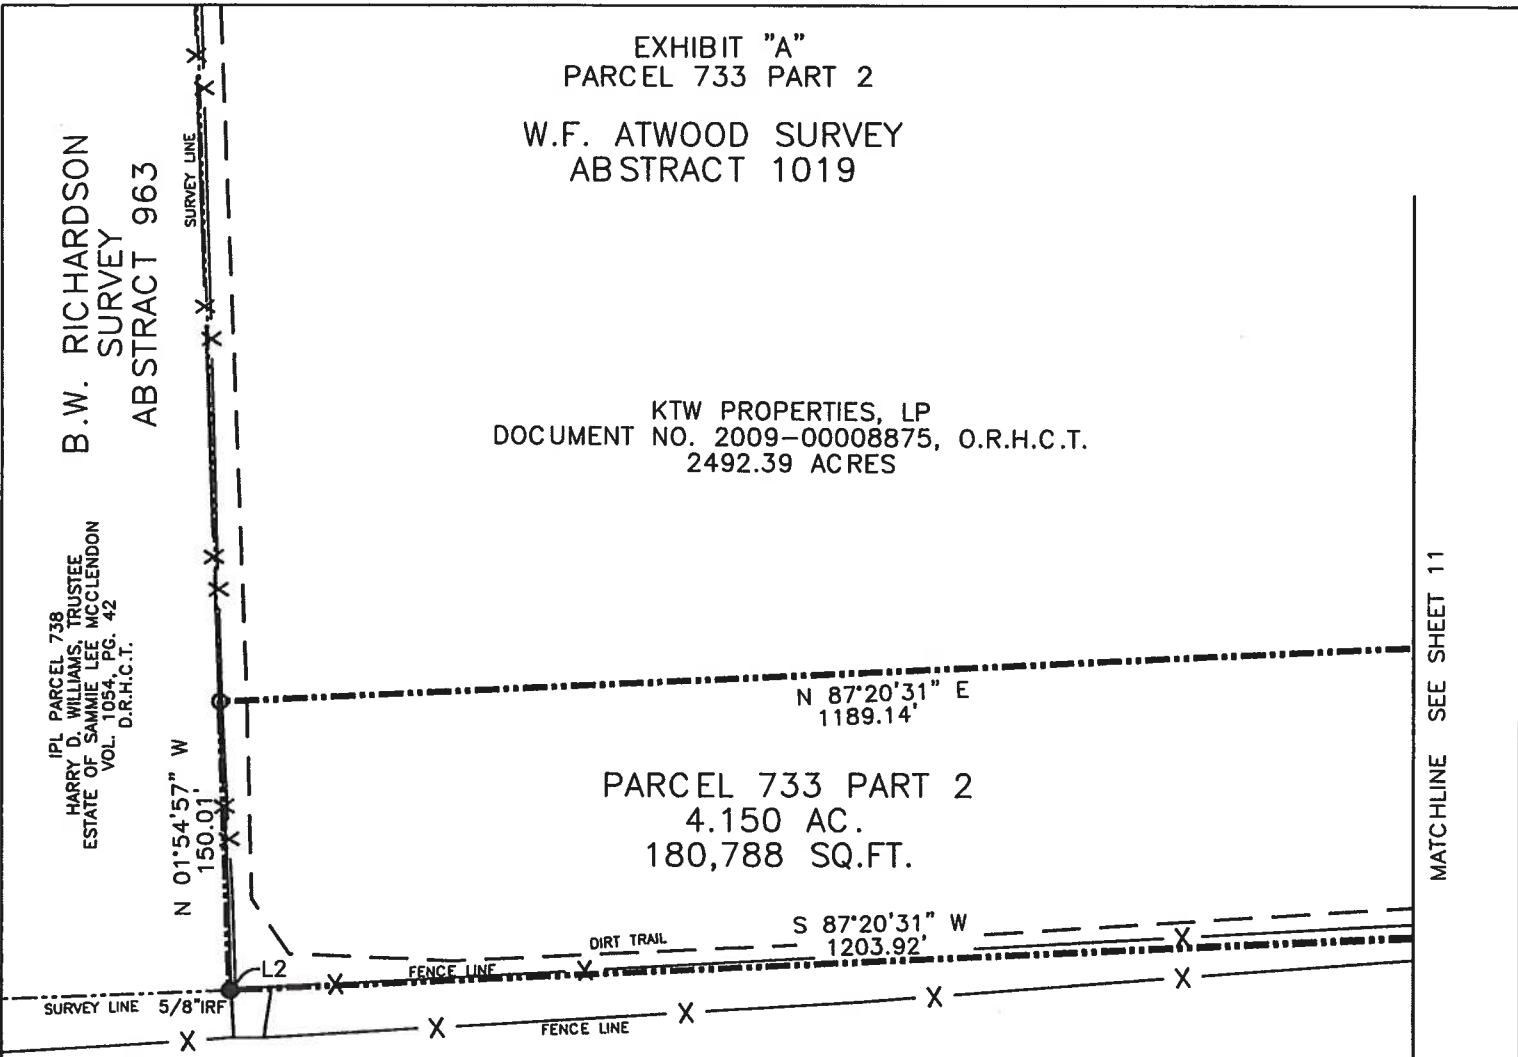 EXHIBIT "A"
PARCEL 733 PART 2
W.F. ATWOOD SURVEY
ABSTRACT 1019
B.W. RICHARDSON
SURVEY
ABSTRACT 963
SURVEY LINE
KTW PROPERTIES, LP
DOCUMENT NO. 2009-00008875, O.R.H.C.T.
2492.39 ACRES
IPL PARCEL 738
HARRY D. WILLIAMS, TRUSTEE
ESTATE OF SAMMIE LEE MCCLENDON
VOL. 1054, PG. 42
D.R.H.C.T.
MATCHLINE SEE SHEET 11
N 87°20'31" E
1189.14'
N 01°54'57" W
150.01'
PARCEL 733 PART 2
4.150 AC.
180,788 SQ.FT.
S 87°20'31" W
1203.92'
DIRT TRAIL
FENCE LINE
L2
SURVEY LINE
5/8"IRF
FENCE LINE